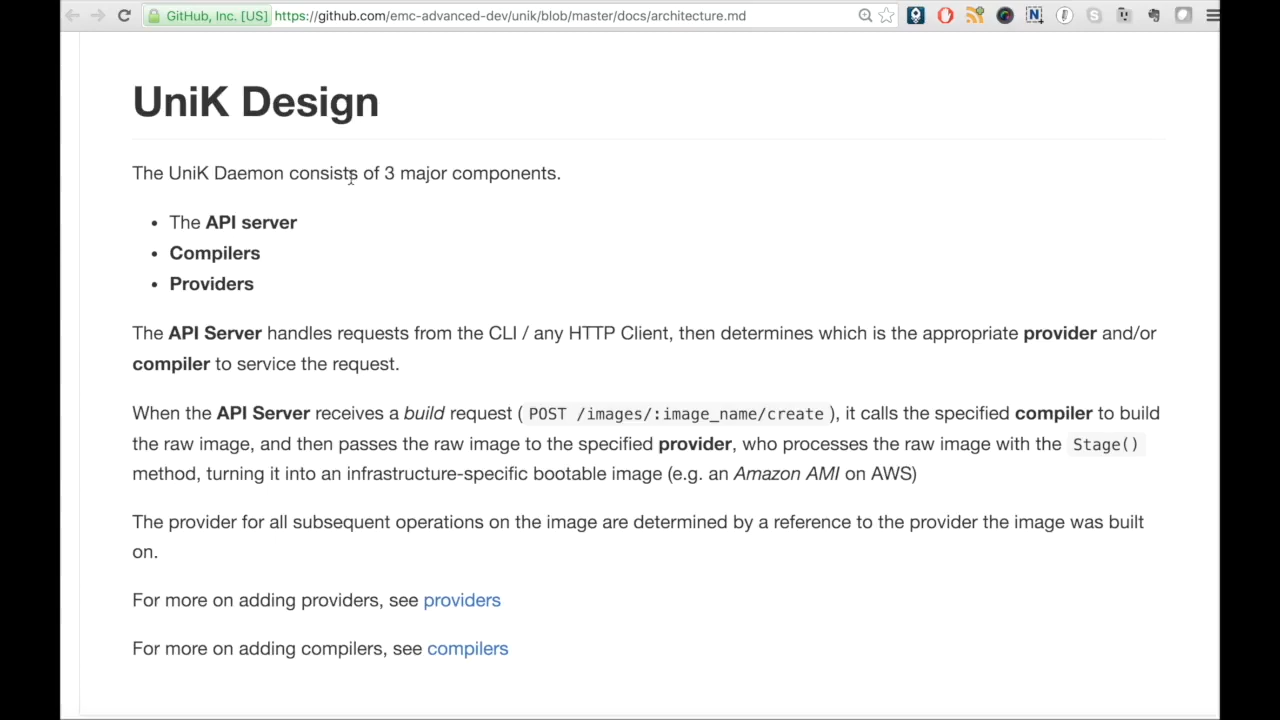 GitHub, Inc. [US] https://github.com/emc-advanced-dev/unik/blob/master/docs/architecture.md
UniK Design
The UniK Daemon consists of 3 major components.
• The API server
• Compilers
• Providers
The API Server handles requests from the CLI / any HTTP Client, then determines which is the appropriate provider and/or
compiler to service the request.
When the API Server receives a build request ( POST /images/:image_name/create ), it calls the specified compiler to build
the raw image, and then passes the raw image to the specified provider, who processes the raw image with the Stage()
method, turning it into an infrastructure-specific bootable image (e.g. an Amazon AMI on AWS)
The provider for all subsequent operations on the image are determined by a reference to the provider the image was built
on.
For more on adding providers, see providers
For more on adding compilers, see compilers